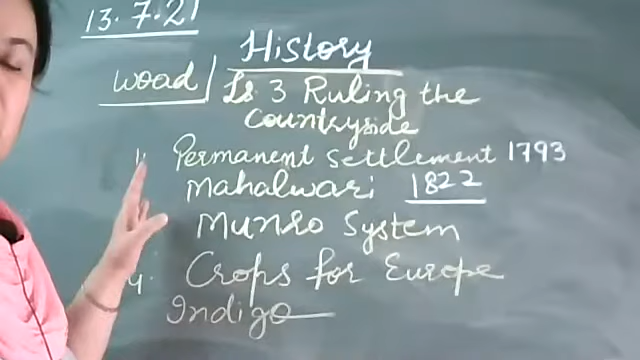 13.7.21
History
woad
Ls 3 Ruling the
Countryside
1. Permanent Settlement 1793
Mahalwari 1822
Munro System
4. Crops for Europe
Indigo